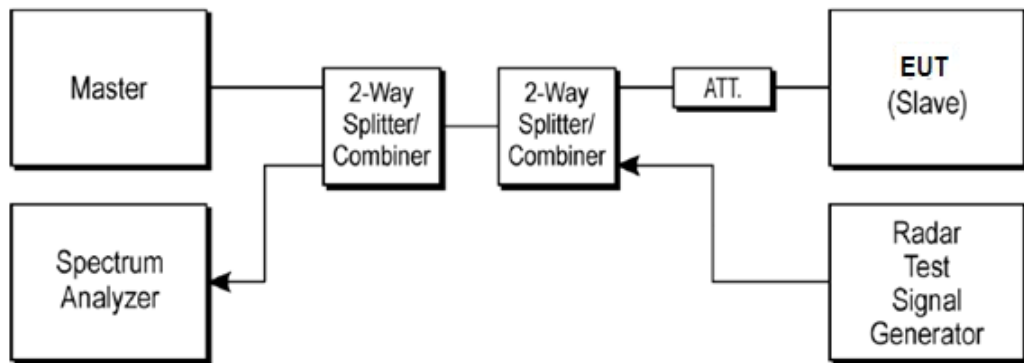 Master
2-Way
Splitter/
Combiner
2-Way
Splitter/
Combiner
ATT.
EUT
(Slave)
Spectrum
Analyzer
Radar
Test
Signal
Generator